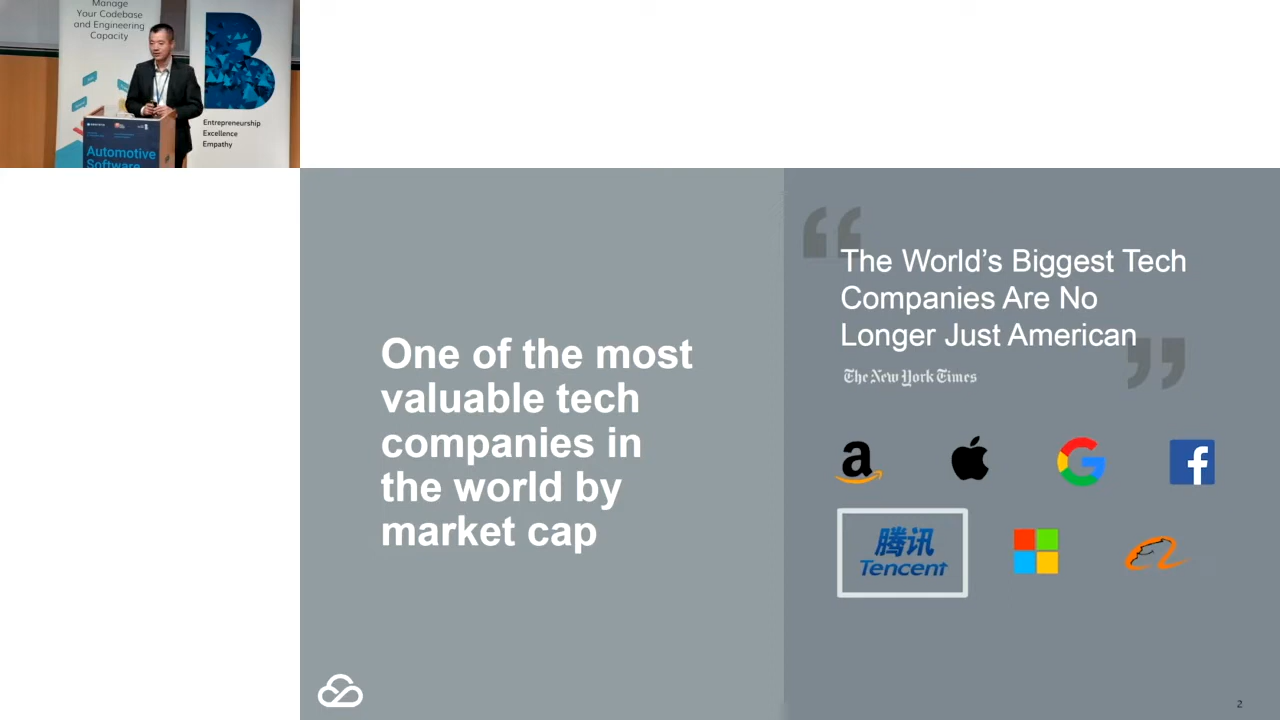 Manage
Your Codebase
and Engineering
Capacity
Entrepreneurship
Excellence
Empathy
Automotive
Software
One of the most
valuable tech
companies in
the world by
market cap
“
The World’s Biggest Tech
Companies Are No
Longer Just American
”
The New York Times
腾讯
Tencent
2